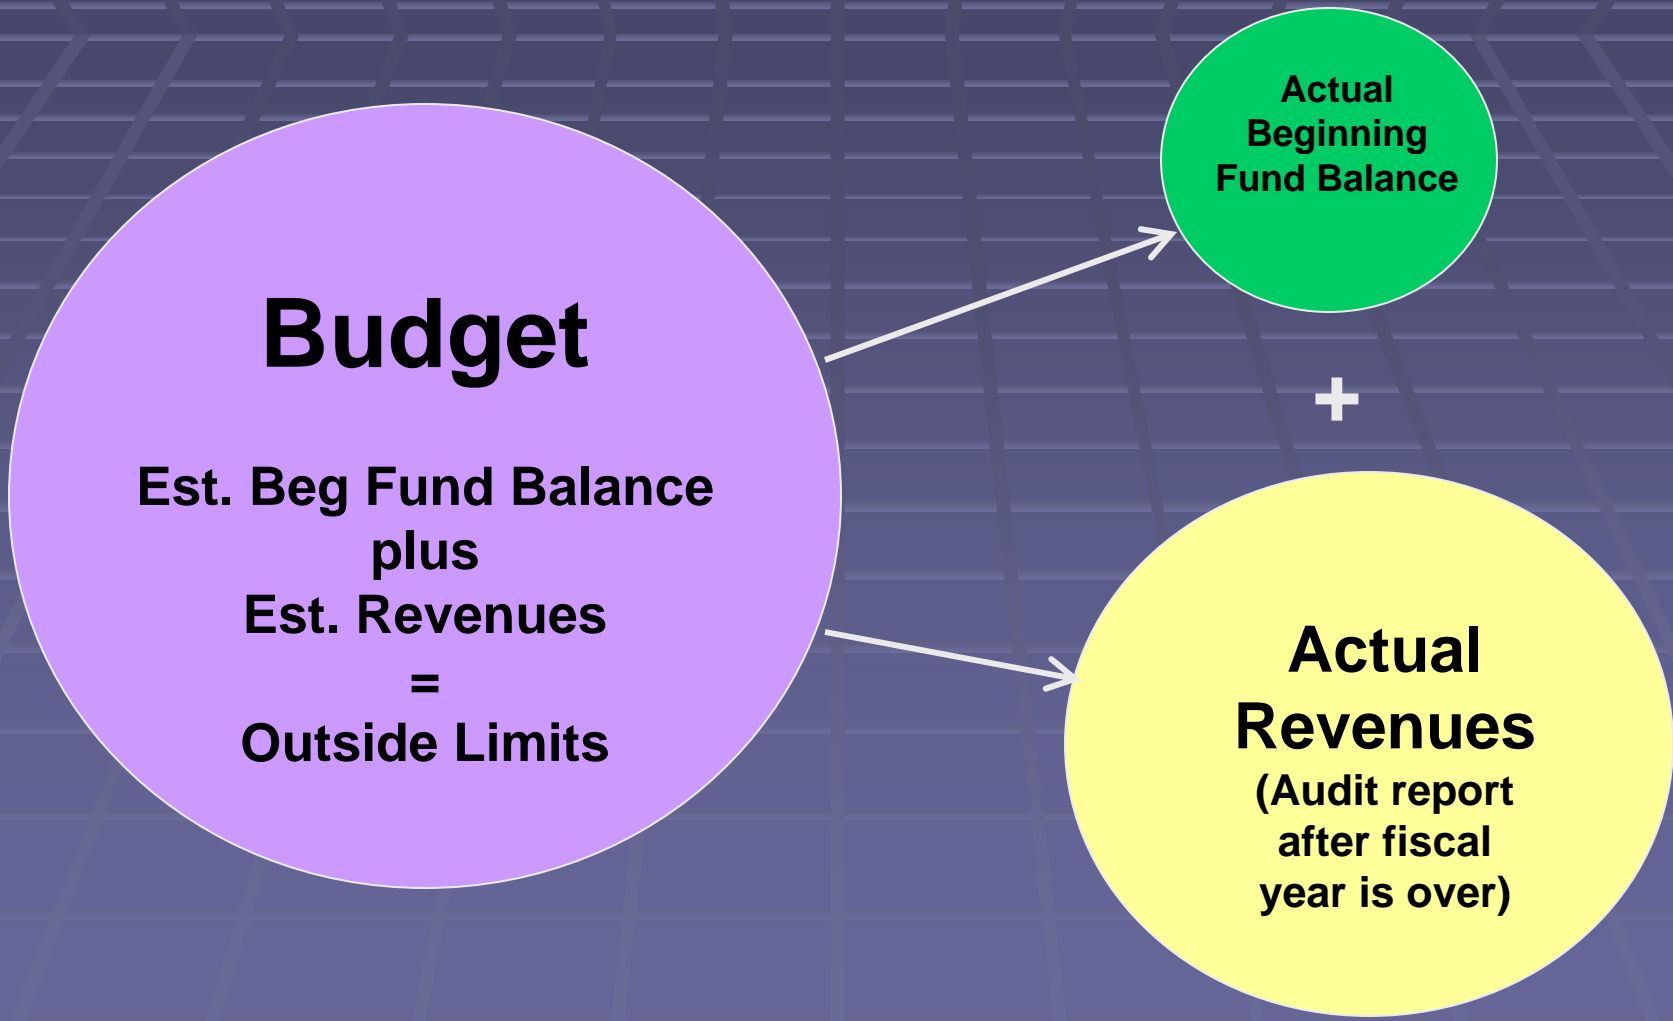 Budget
Est. Beg Fund Balance
plus
Est. Revenues
=
Outside Limits
Actual
Beginning
Fund Balance
+
Actual
Revenues
(Audit report
after fiscal
year is over)